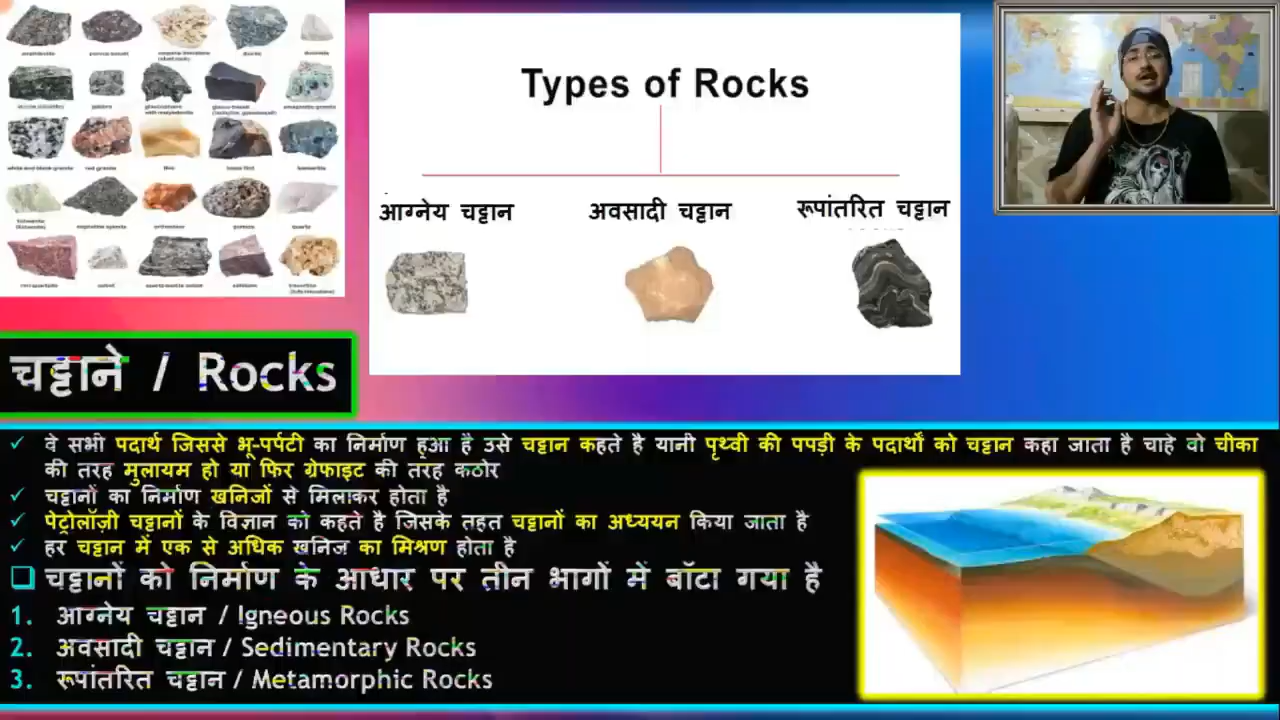 Types of Rocks
आग्नेय चट्टान
अवसादी चट्टान
रूपांतरित चट्टान
चट्टाने / Rocks
वे सभी पदार्थ जिससे भू-पर्पटी का निर्माण हुआ है उसे चट्टान कहते है यानी पृथ्वी की पपड़ी के पदार्थों को चट्टान कहा जाता है चाहे वो चीका
की तरह मुलायम हो या फिर ग्रेफाइट की तरह कठोर
चट्टानों का निर्माण खनिजों से मिलाकर होता है
पेट्रोलॉज़ी चट्टानों के विज्ञान को कहते है जिसके तहत चट्टानों का अध्ययन किया जाता है
हर चट्टान में एक से अधिक खनिज का मिश्रण होता है
चट्टानों को निर्माण के आधार पर तीन भागों में बॉटा गया है
1. आग्नेय चट्टान / Igneous Rocks
2. अवसादी चट्टान / Sedimentary Rocks
3. रूपांतरित चट्टान / Metamorphic Rocks